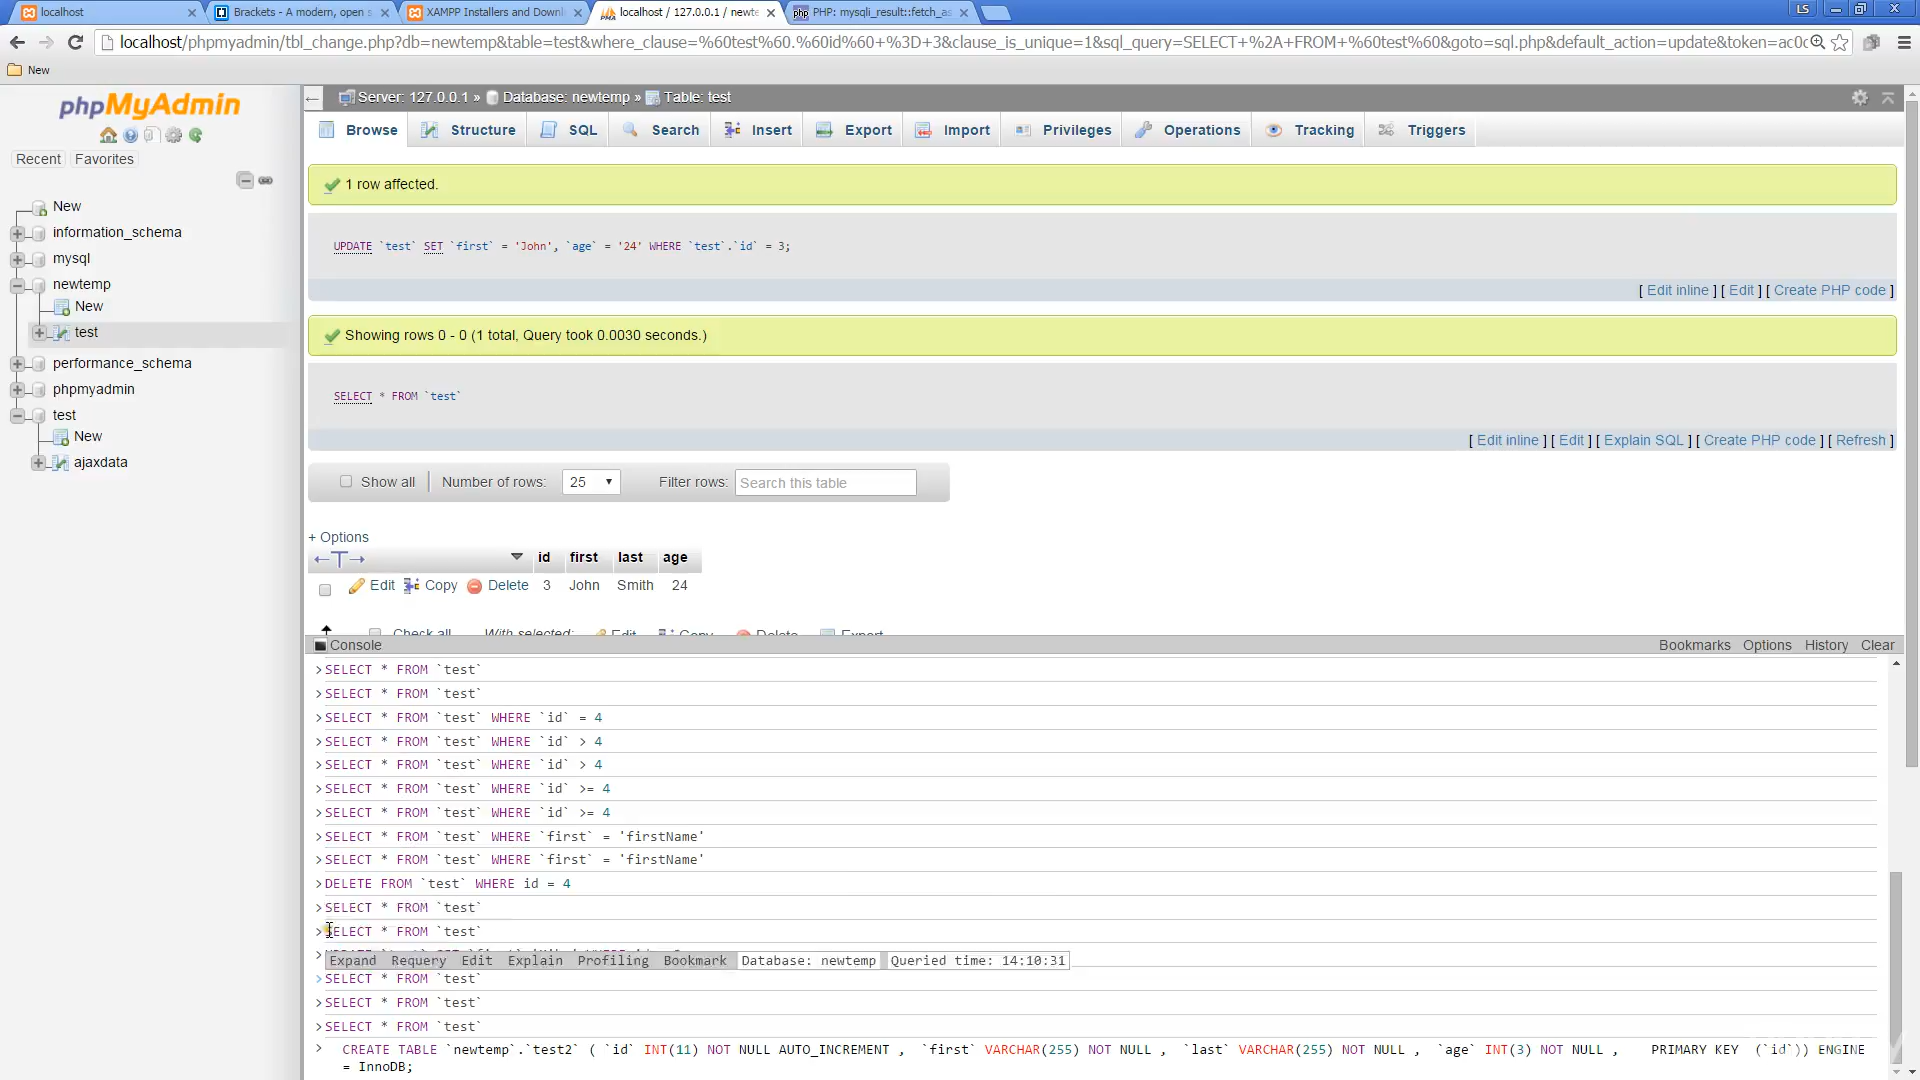 localhost
Brackets - A modern, open s
XAMPP Installers and Downl
localhost / 127.0.0.1 / newte
PHP: mysqli_result::fetch_as
LS
localhost/phpmyadmin/tbl_change.php?db=newtemp&table=test&where_clause=%60test%60.%60id%60+%3D+3&clause_is_unique=1&sql_query=SELECT+%2A+FROM+%60test%60&goto=sql.php&default_action=update&token=ac0c
New
phpMyAdmin
Recent Favorites
New
information_schema
mysql
newtemp
New
test
performance_schema
phpmyadmin
test
New
ajaxdata
Server: 127.0.0.1 » Database: newtemp » Table: test
Browse Structure SQL Search Insert Export Import Privileges Operations Tracking Triggers
1 row affected.
UPDATE `test` SET `first` = 'John', `age` = '24' WHERE `test`.`id` = 3;
[ Edit inline ] [ Edit ] [ Create PHP code ]
Showing rows 0 - 0 (1 total, Query took 0.0030 seconds.)
SELECT * FROM `test`
[ Edit inline ] [ Edit ] [ Explain SQL ] [ Create PHP code ] [ Refresh ]
Show all Number of rows: 25 Filter rows: Search this table
+ Options
id first last age
Edit Copy Delete 3 John Smith 24
Check all With selected: Edit Copy Delete Export
Console Bookmarks Options History Clear
>SELECT * FROM `test`
>SELECT * FROM `test`
>SELECT * FROM `test` WHERE `id` = 4
>SELECT * FROM `test` WHERE `id` > 4
>SELECT * FROM `test` WHERE `id` > 4
>SELECT * FROM `test` WHERE `id` >= 4
>SELECT * FROM `test` WHERE `id` >= 4
>SELECT * FROM `test` WHERE `first` = 'firstName'
>SELECT * FROM `test` WHERE `first` = 'firstName'
>DELETE FROM `test` WHERE id = 4
>SELECT * FROM `test`
>SELECT * FROM `test`
>
Expand Requery Edit Explain Profiling Bookmark Database: newtemp Queried time: 14:10:31
>SELECT * FROM `test`
>SELECT * FROM `test`
>SELECT * FROM `test`
> CREATE TABLE `newtemp`.`test2` ( `id` INT(11) NOT NULL AUTO_INCREMENT , `first` VARCHAR(255) NOT NULL , `last` VARCHAR(255) NOT NULL , `age` INT(3) NOT NULL , PRIMARY KEY (`id`)) ENGINE
= InnoDB;